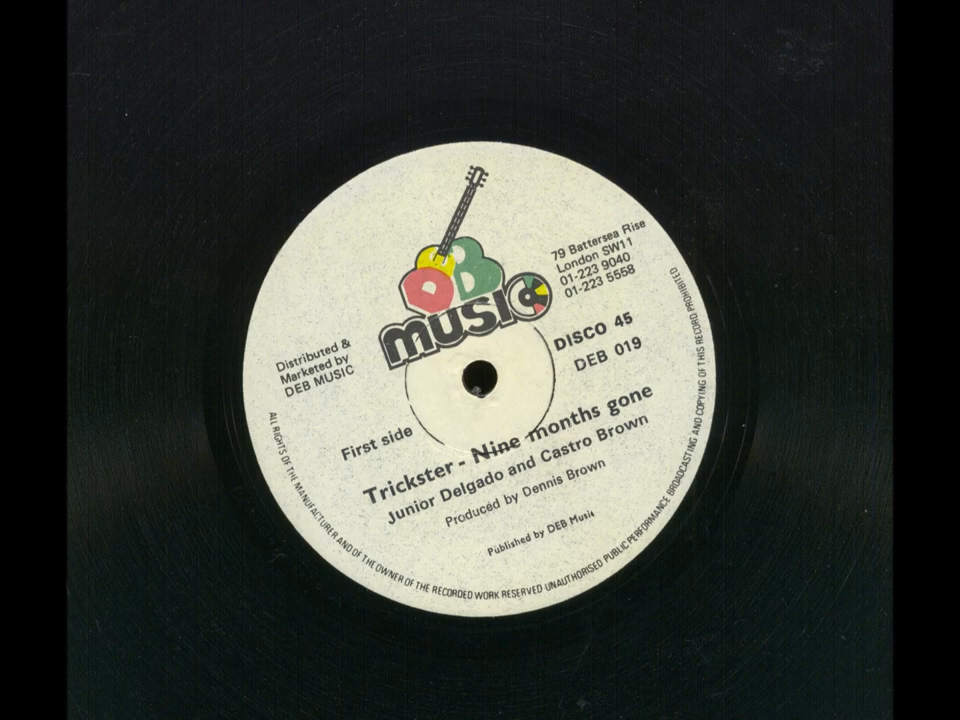 DEB
MUSIC
79 Battersea Rise
London SW11
01-223 9040
01-223 5558
DISCO 45
DEB 019
Distributed &
Marketed by
DEB MUSIC
First side
Trickster - Nine months gone
Junior Delgado and Castro Brown
Produced by Dennis Brown
Published by DEB Music
ALL RIGHTS OF THE MANUFACTURER AND OF THE OWNER OF THE RECORDED WORK RESERVED UNAUTHORISED PUBLIC PERFORMANCE BROADCASTING AND COPYING OF THIS RECORD PROHIBITED